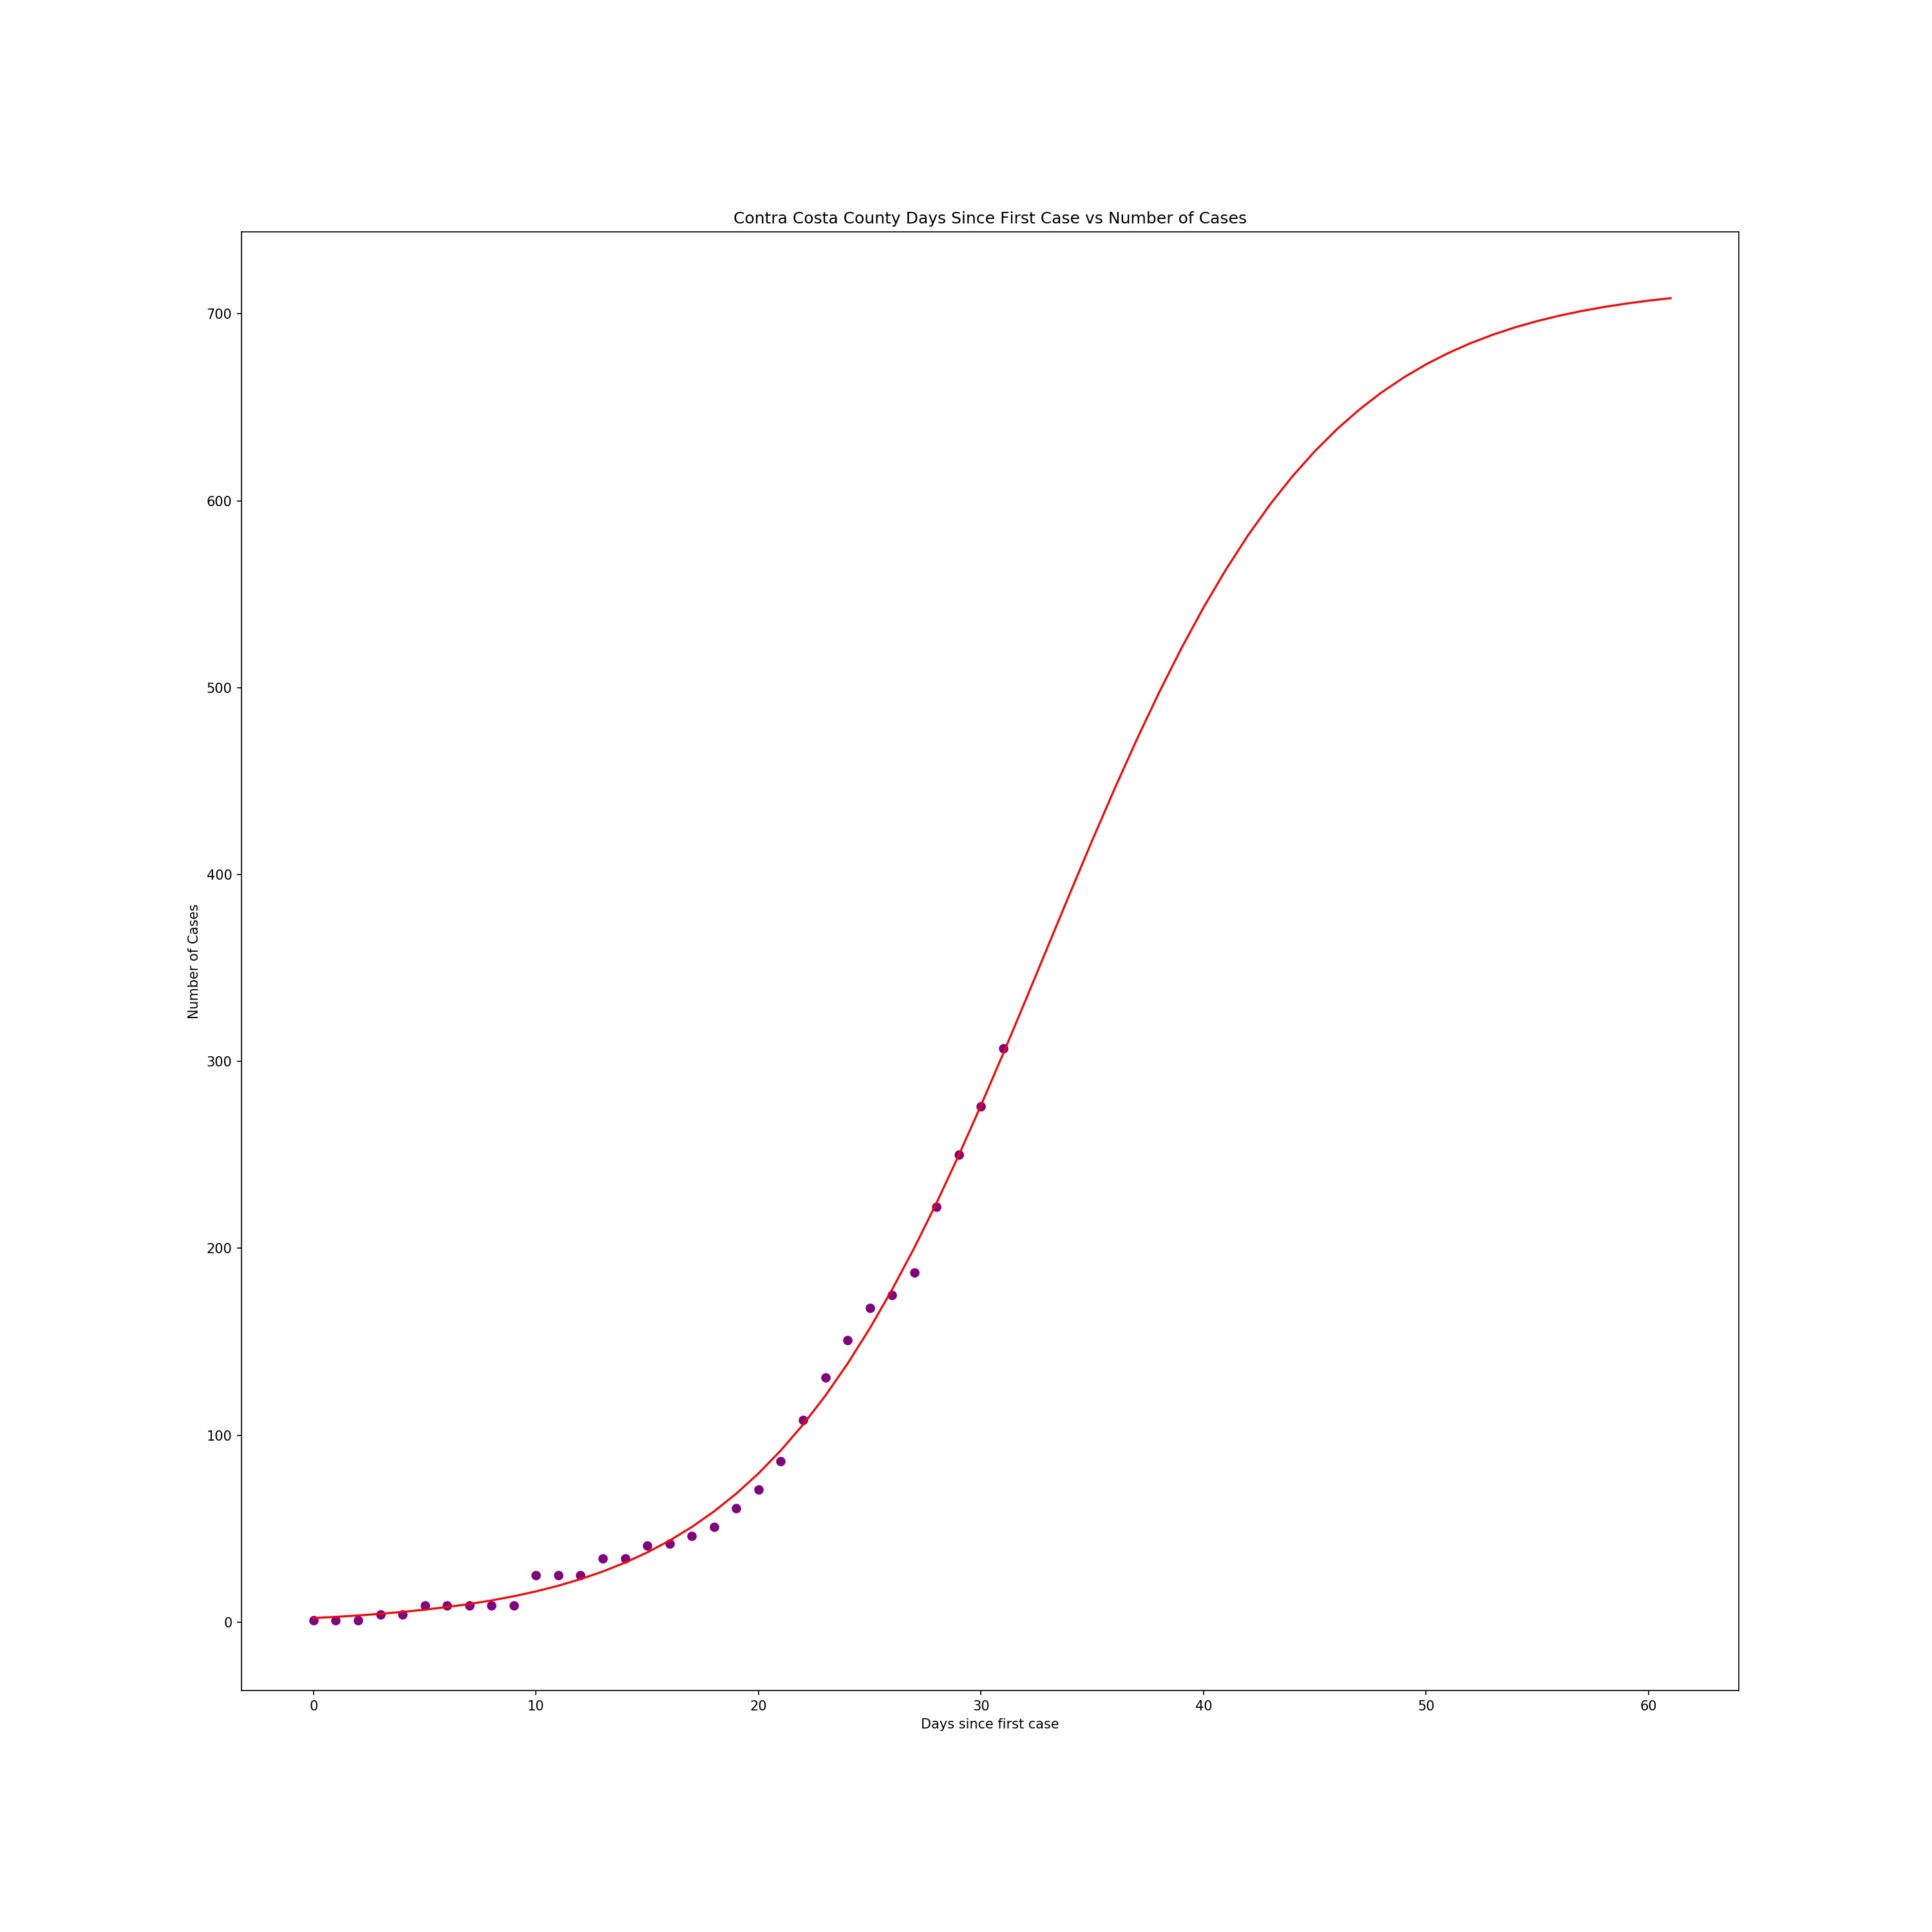 Contra Costa County Days Since First Case vs Number of Cases
700
600
500
400
300
200
100
0
Number of Cases
0 10 20 30 40 50 60
Days since first case